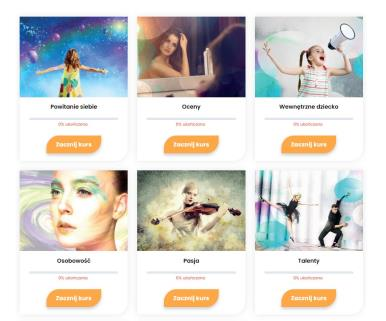 Powitanie siebie
0% ukończono
Zacznij kurs
Oceny
0% ukończono
Zacznij kurs
Wewnętrzne dziecko
0% ukończono
Zacznij kurs
Osobowość
0% ukończono
Zacznij kurs
Pasja
0% ukończono
Zacznij kurs
Talenty
0% ukończono
Zacznij kurs